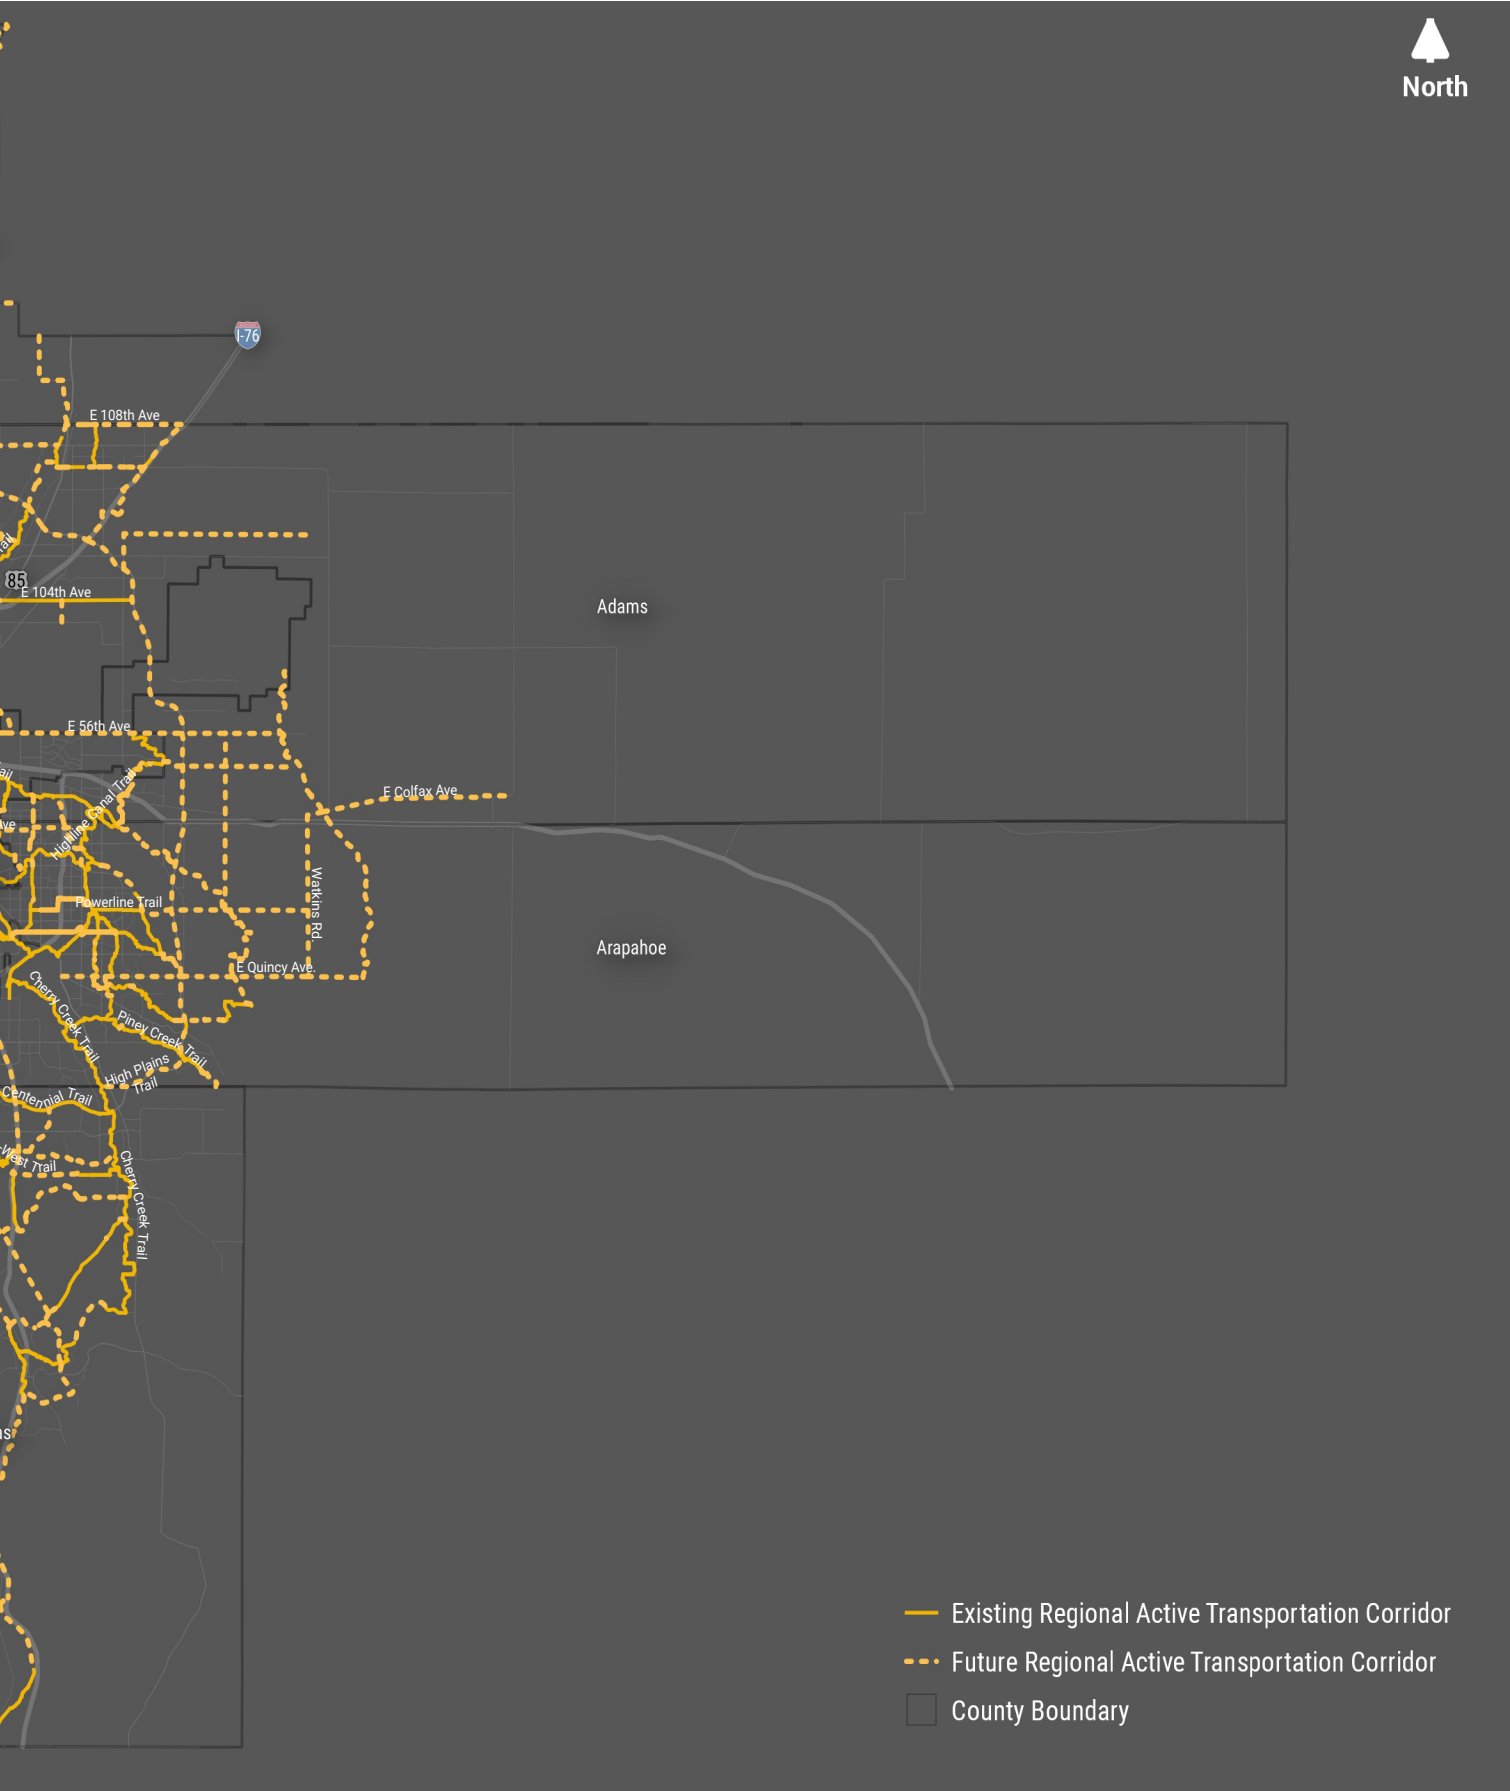 North
I-76
E 108th Ave
85
E 104th Ave
Adams
E 56th Ave
E Colfax Ave
Highline Canal Trail
Watkins Rd.
Powerline Trail
Arapahoe
E Quincy Ave.
Cherry Creek Trail
Piney Creek Trail
High Plains
Trail
Centennial Trail
-West Trail
Cherry Creek Trail
Existing Regional Active Transportation Corridor
Future Regional Active Transportation Corridor
County Boundary